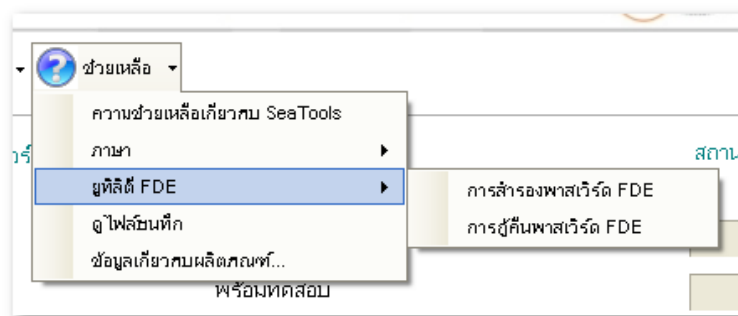 ช่วยเหลือ
ความช่วยเหลือเกี่ยวกับ SeaTools
ภาษา
ยูทิลิตี FDE
การสำรองพาสเวิร์ด FDE
การกู้คืนพาสเวิร์ด FDE
ดูไฟล์บันทึก
ข้อมูลเกี่ยวกับผลิตภัณฑ์...
พร้อมทดสอบ